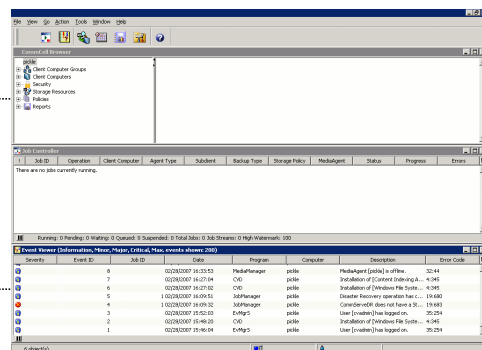 File View Go Action Tools Window Help
CommCell Browser
pickle
Client Computer Groups
Client Computers
Security
Storage Resources
Policies
Reports
Job Controller
! Job ID Operation Client Computer Agent Type Subclient Backup Type Storage Policy MediaAgent Status Progress Errors
There are no jobs currently running.
Running: 0 Pending: 0 Waiting: 0 Queued: 0 Suspended: 0 Total Jobs: 0 Job Streams: 0 High Watermark: 100
Event Viewer (Information, Minor, Major, Critical, Max, events shown: 200)
Severity Event ID Job ID Date Program Computer Description Error Code
8 02/28/2007 16:33:53 MediaManager pickle MediaAgent [pickle] is offline. 32:44
7 02/28/2007 16:27:04 CVD pickle Installation of [Content Indexing An... 4:345
6 02/28/2007 16:27:02 CVD pickle Installation of [Windows File Syste... 4:345
5 1 02/28/2007 16:09:51 JobManager pickle Disaster Recovery operation has c... 19:680
4 1 02/28/2007 16:09:32 JobManager pickle CommServeDR does not have a St... 19:683
3 02/28/2007 15:52:03 EvMgrS pickle User [cvadmin] has logged on. 35:254
2 02/28/2007 15:48:20 CVD pickle Installation of [Windows File Syste... 4:345
1 02/28/2007 15:46:04 EvMgrS pickle User [cvadmin] has logged on. 35:254
6 object(s)